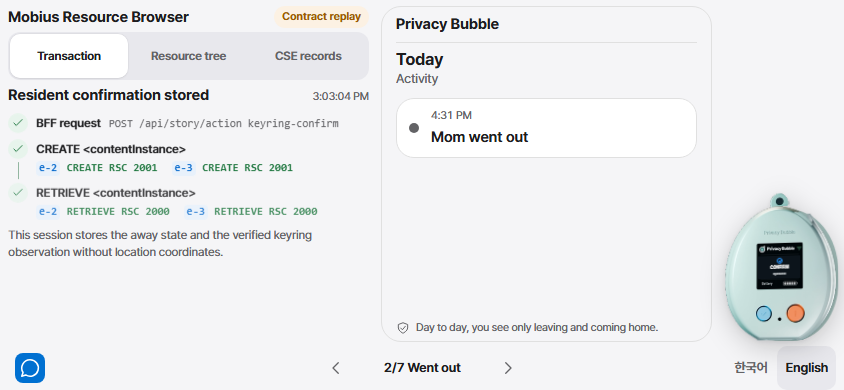 Mobius Resource Browser
Contract replay
Transaction
Resource tree
CSE records
Resident confirmation stored
3:03:04 PM
BFF request POST /api/story/action keyring-confirm
CREATE <contentInstance>
e-2 CREATE RSC 2001 e-3 CREATE RSC 2001
RETRIEVE <contentInstance>
e-2 RETRIEVE RSC 2000 e-3 RETRIEVE RSC 2000
This session stores the away state and the verified keyring
observation without location coordinates.
Privacy Bubble
Today
Activity
4:31 PM
Mom went out
Day to day, you see only leaving and coming home.
Privacy Bubble
Privacy Bubble
CONFIRM
2/7 Went out
한국어
English